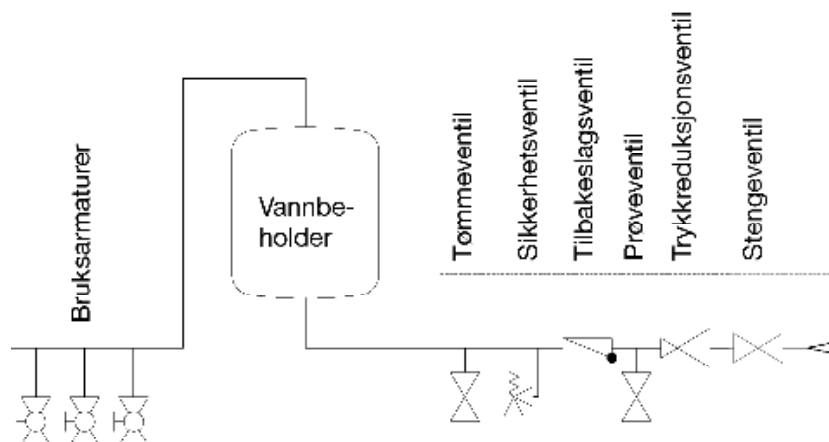 Bruksarmaturer
Vannbe-
holder
Tømmeventil
Sikkerhetsventil
Tilbakeslagsventil
Prøveventil
Trykkreduksjonsventil
Stengeventil